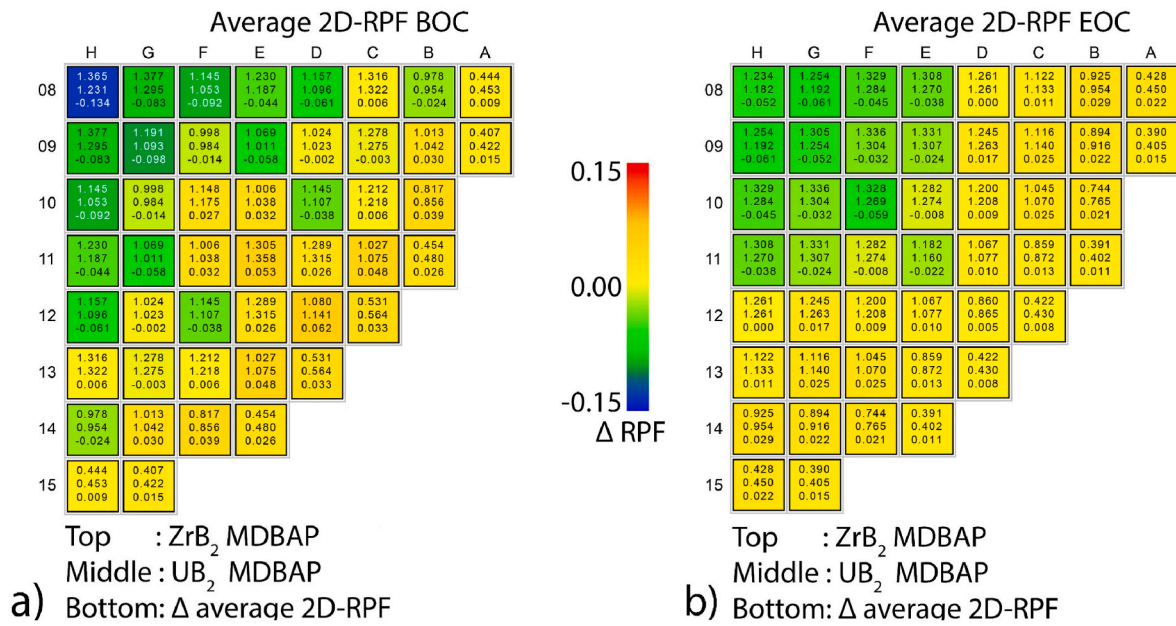 a)
Average 2D-RPF BOC
H G F E D C B A
08
1.365 1.377 1.145 1.230 1.157 1.316 0.978 0.444
1.231 1.295 1.053 1.187 1.096 1.322 0.954 0.453
-0.134 -0.083 -0.092 -0.044 -0.061 0.006 -0.024 0.009
09
1.377 1.191 0.998 1.069 1.024 1.278 1.013 0.407
1.295 1.093 0.984 1.011 1.023 1.275 1.042 0.422
-0.083 -0.098 -0.014 -0.058 -0.002 -0.003 0.030 0.015
10
1.145 0.998 1.148 1.006 1.145 1.212 0.817
1.053 0.984 1.175 1.038 1.107 1.218 0.856
-0.092 -0.014 0.027 0.032 -0.038 0.006 0.039
11
1.230 1.069 1.006 1.305 1.289 1.027 0.454
1.187 1.011 1.038 1.358 1.315 1.075 0.480
-0.044 -0.058 0.032 0.053 0.026 0.048 0.026
12
1.157 1.024 1.145 1.289 1.080 0.531
1.096 1.023 1.107 1.315 1.141 0.564
-0.061 -0.002 -0.038 0.026 0.062 0.033
13
1.316 1.278 1.212 1.027 0.531
1.322 1.275 1.218 1.075 0.564
0.006 -0.003 0.006 0.048 0.033
14
0.978 1.013 0.817 0.454
0.954 1.042 0.856 0.480
-0.024 0.030 0.039 0.026
15
0.444 0.407
0.453 0.422
0.009 0.015
Top : ZrB₂ MDBAP
Middle : UB₂ MDBAP
Bottom: Δ average 2D-RPF
a)
0.15
0.00
-0.15
Δ RPF
b)
Average 2D-RPF EOC
H G F E D C B A
08
1.234 1.254 1.329 1.308 1.261 1.122 0.925 0.428
1.182 1.192 1.284 1.270 1.261 1.133 0.954 0.450
-0.052 -0.061 -0.045 -0.038 0.000 0.011 0.029 0.022
09
1.254 1.305 1.336 1.331 1.245 1.116 0.894 0.390
1.192 1.254 1.304 1.307 1.263 1.140 0.916 0.405
-0.061 -0.052 -0.032 -0.024 0.017 0.025 0.022 0.015
10
1.329 1.336 1.328 1.282 1.200 1.045 0.744
1.284 1.304 1.269 1.274 1.208 1.070 0.765
-0.045 -0.032 -0.059 -0.008 0.009 0.025 0.021
11
1.308 1.331 1.282 1.182 1.067 0.859 0.391
1.270 1.307 1.274 1.160 1.077 0.872 0.402
-0.038 -0.024 -0.008 -0.022 0.010 0.013 0.011
12
1.261 1.245 1.200 1.067 0.860 0.422
1.261 1.263 1.208 1.077 0.865 0.430
0.000 0.017 0.009 0.010 0.005 0.008
13
1.122 1.116 1.045 0.859 0.422
1.133 1.140 1.070 0.872 0.430
0.011 0.025 0.025 0.013 0.008
14
0.925 0.894 0.744 0.391
0.954 0.916 0.765 0.402
0.029 0.022 0.021 0.011
15
0.428 0.390
0.450 0.405
0.022 0.015
Top : ZrB₂ MDBAP
Middle : UB₂ MDBAP
Bottom: Δ average 2D-RPF
b)